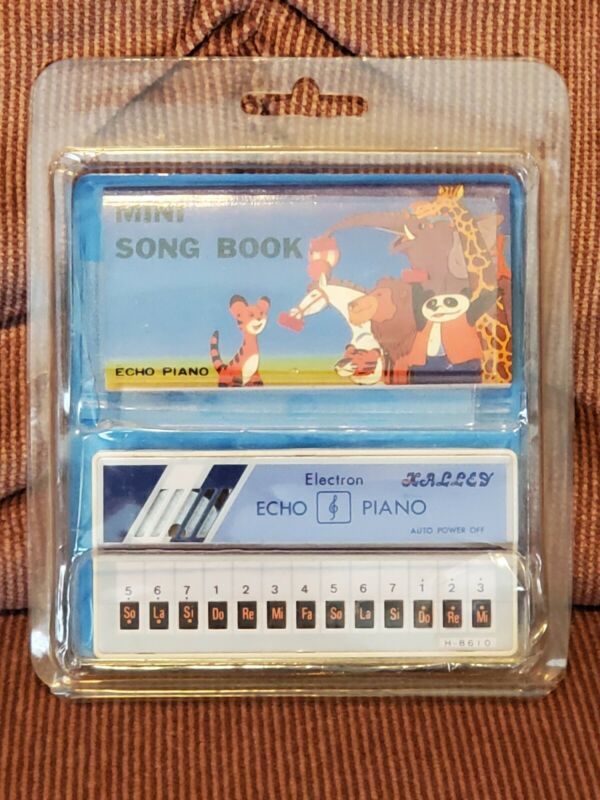 MINI
SONG BOOK
ECHO PIANO
Electron
HALLEY
ECHO PIANO
AUTO POWER OFF
5 6 7 1 2 3 4 5 6 7 1 2 3
So La Si Do Re Mi Fa So La Si Do Re Mi
H-8610